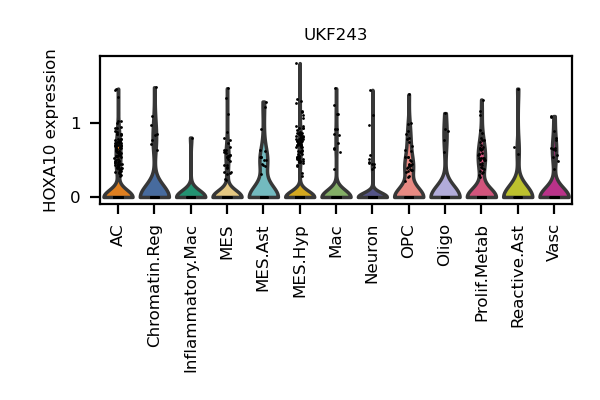 UKF243
HOXA10 expression
1
0
AC
Chromatin.Reg
Inflammatory.Mac
MES
MES.Ast
MES.Hyp
Mac
Neuron
OPC
Oligo
Prolif.Metab
Reactive.Ast
Vasc